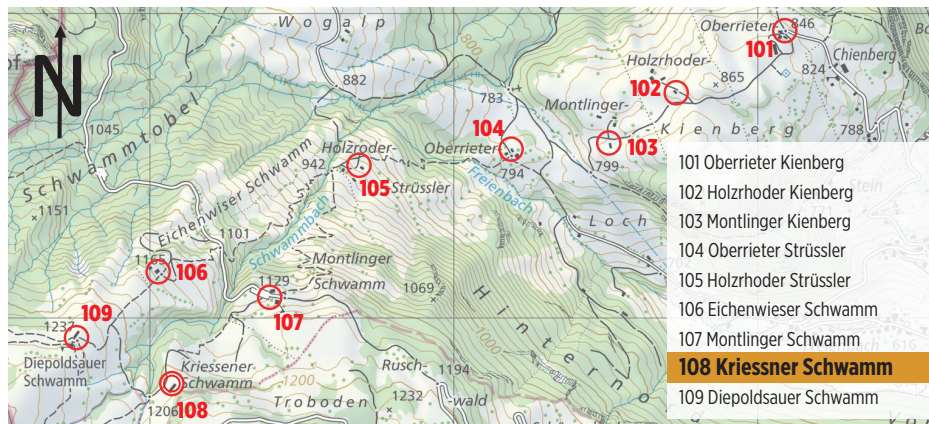 Wogalp
Oberrieter-
846
101
Chienberg
824
Holzrhoder-
865
102
882
800
783
Montlinger-
Kienberg
788
1045
Schwammtobel
104
103
Holzroder-
Oberrieter-
799
942
794
105
Strüssler
Freienbach
Eichenwiser Schwamm
1151
1101
Schwammbach
Loch
Stein
1165
106
Montlinger
Schwamm
1129
1069
Hinterno
109
1237
107
Diepoldsauer
Schwamm
Kriessener-
Schwamm
1200
Rusch-
1194
-wald
108
1206
Troboden
1232
616
N
101 Oberrieter Kienberg
102 Holzrhoder Kienberg
103 Montlinger Kienberg
104 Oberrieter Strüssler
105 Holzrhoder Strüssler
106 Eichenwieser Schwamm
107 Montlinger Schwamm
108 Kriessner Schwamm
109 Diepoldsauer Schwamm